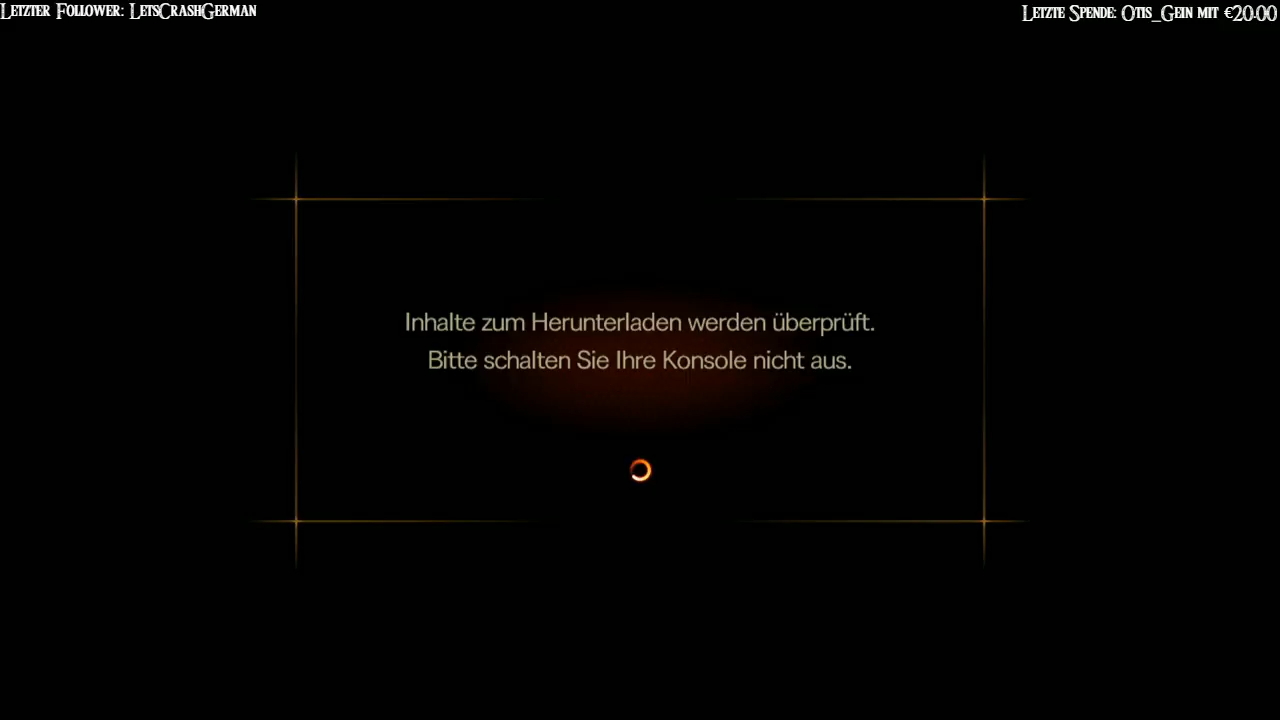 Letzter Follower: LetsCrashGerman
Letzte Spende: Otis_Gein mit €20.00
Inhalte zum Herunterladen werden überprüft.
Bitte schalten Sie Ihre Konsole nicht aus.